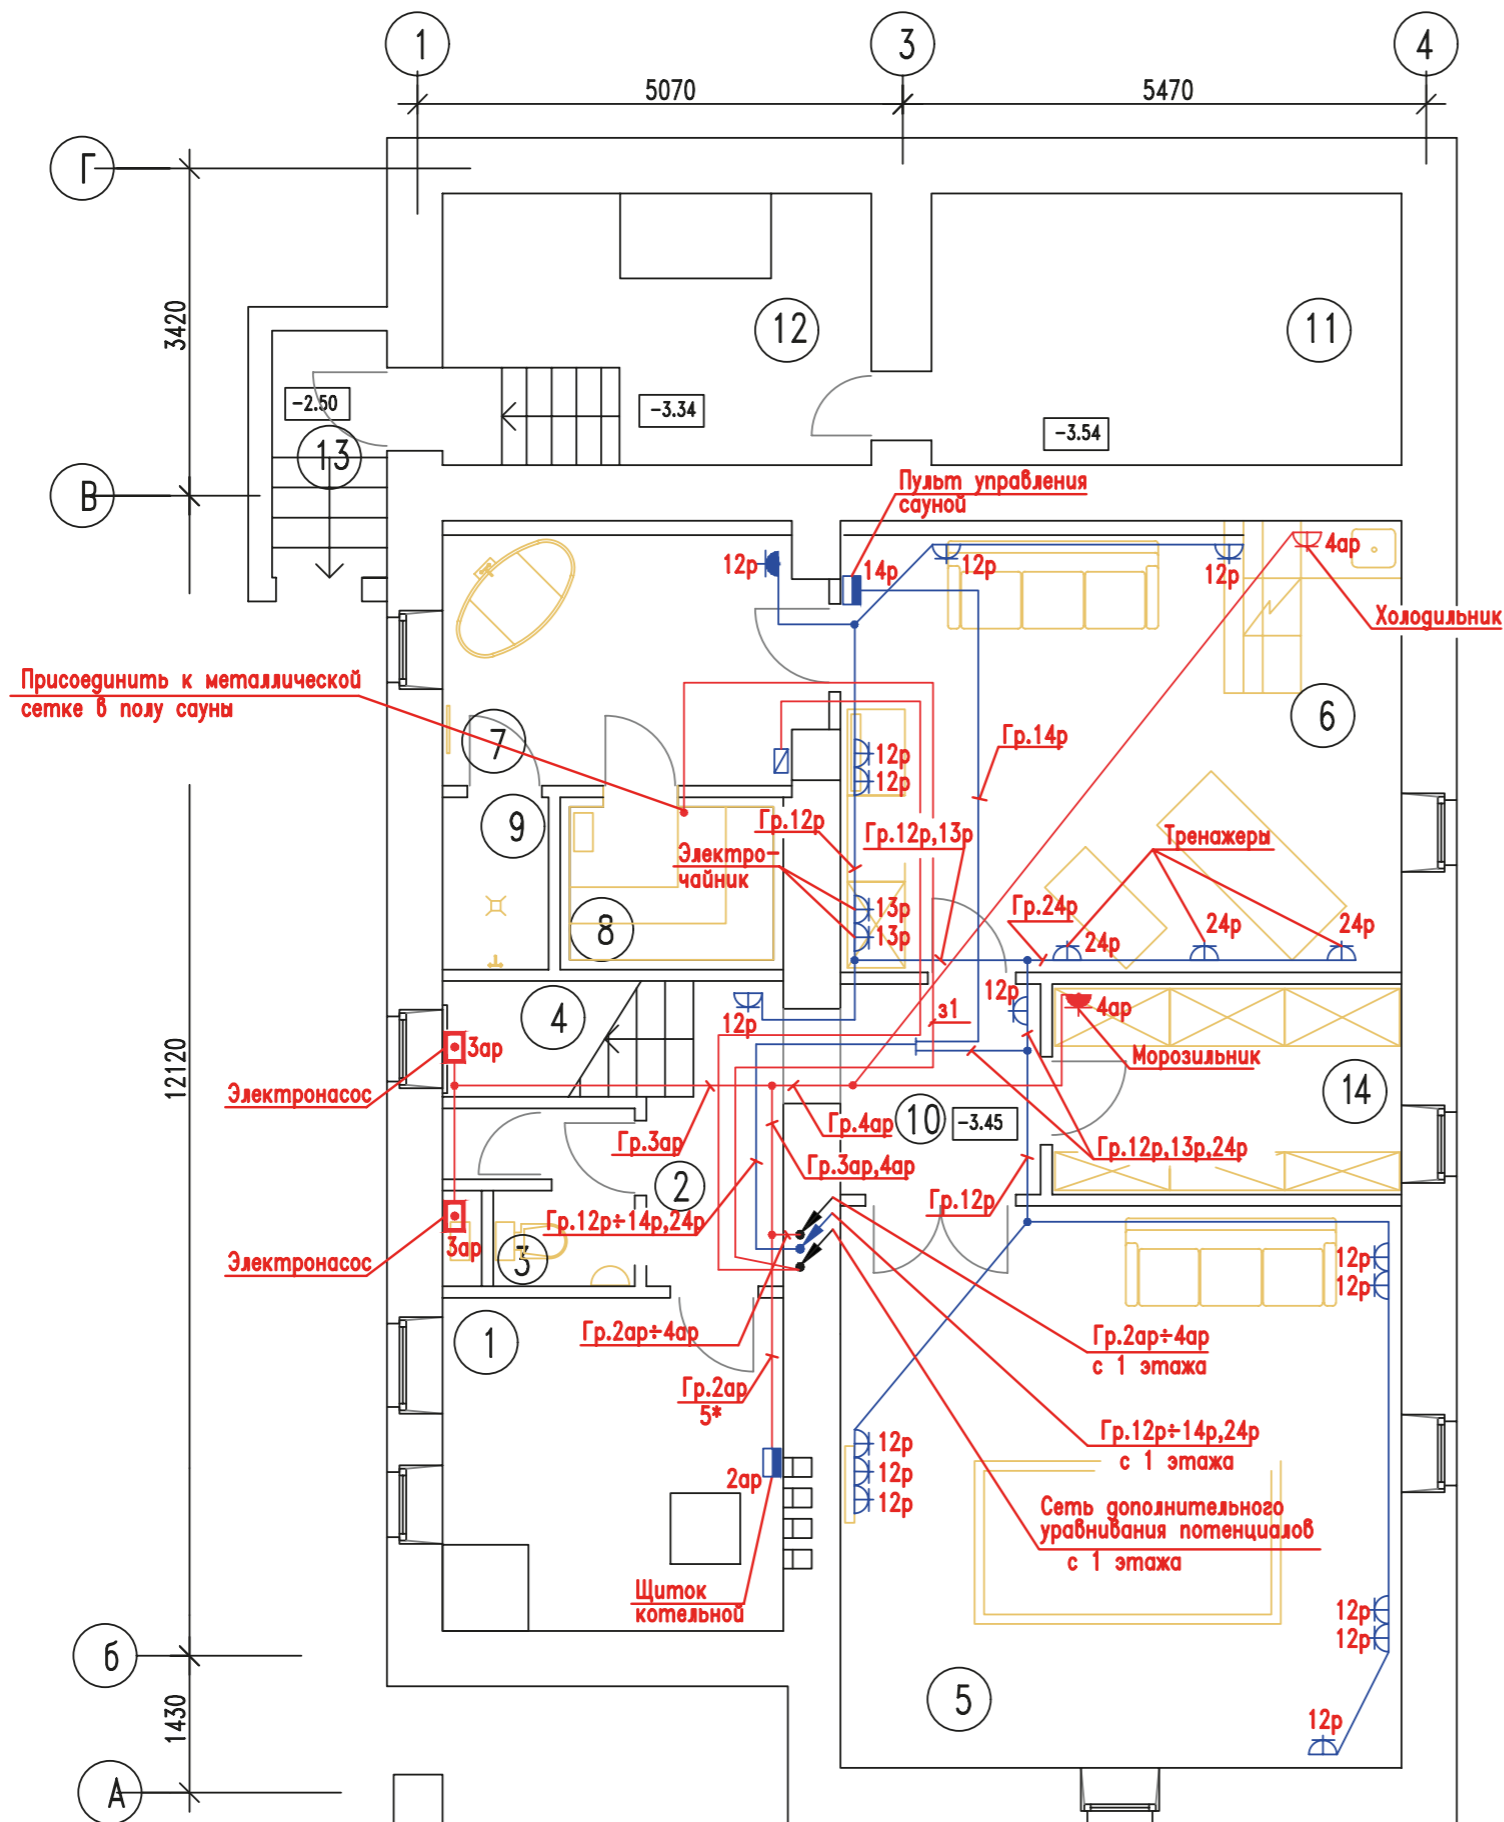 1
3
4
5070
5470
Г
3420
12
11
-2.50
-3.34
-3.54
13
В
Пульт управления
сауной
12р
14р
12р
12р
4ар
Холодильник
Присоединить к металлической
сетке в полу сауны
7
6
Гр.14р
12р
12р
9
Гр.12р
Гр.12р,13р
Тренажеры
Электро-
чайник
8
13р
13р
Гр.24р
24р
24р
24р
4
12р
12р
з1
4ар
Морозильник
12120
3ар
Электронасос
14
10
-3.45
Гр.3ар
Гр.4ар
Гр.3ар,4ар
Гр.12р,13р,24р
2
Гр.12р
Гр.12р÷14р,24р
3ар
3
Электронасос
12р
12р
1
Гр.2ар÷4ар
Гр.2ар÷4ар
с 1 этажа
Гр.2ар
5*
Гр.12р÷14р,24р
с 1 этажа
12р
12р
12р
2ар
Сеть дополнительного
уравнивания потенциалов
с 1 этажа
Щиток
котельной
12р
12р
б
1430
5
12р
А